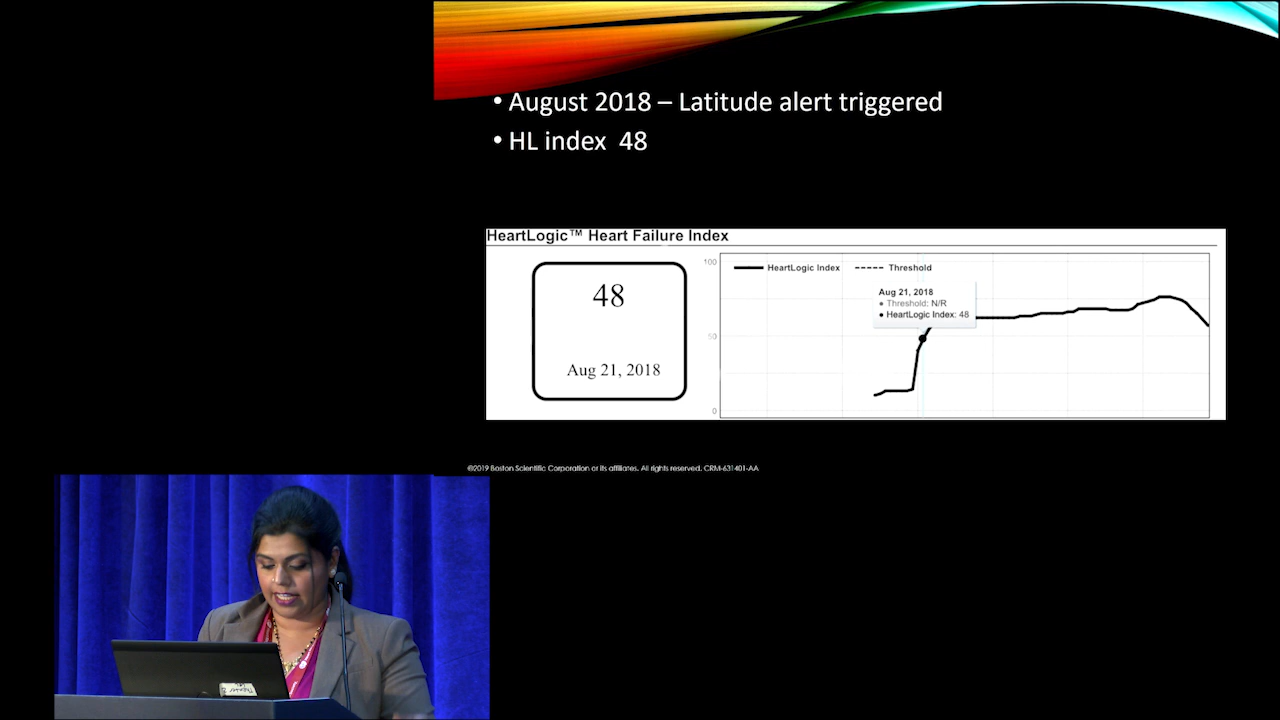 • August 2018 – Latitude alert triggered
• HL index 48
HeartLogic™ Heart Failure Index
48
Aug 21, 2018
100
50
0
HeartLogic Index
Threshold
Aug 21, 2018
• Threshold: N/R
• HeartLogic Index: 48
©2019 Boston Scientific Corporation or its affiliates. All rights reserved. CRM-631401-AA